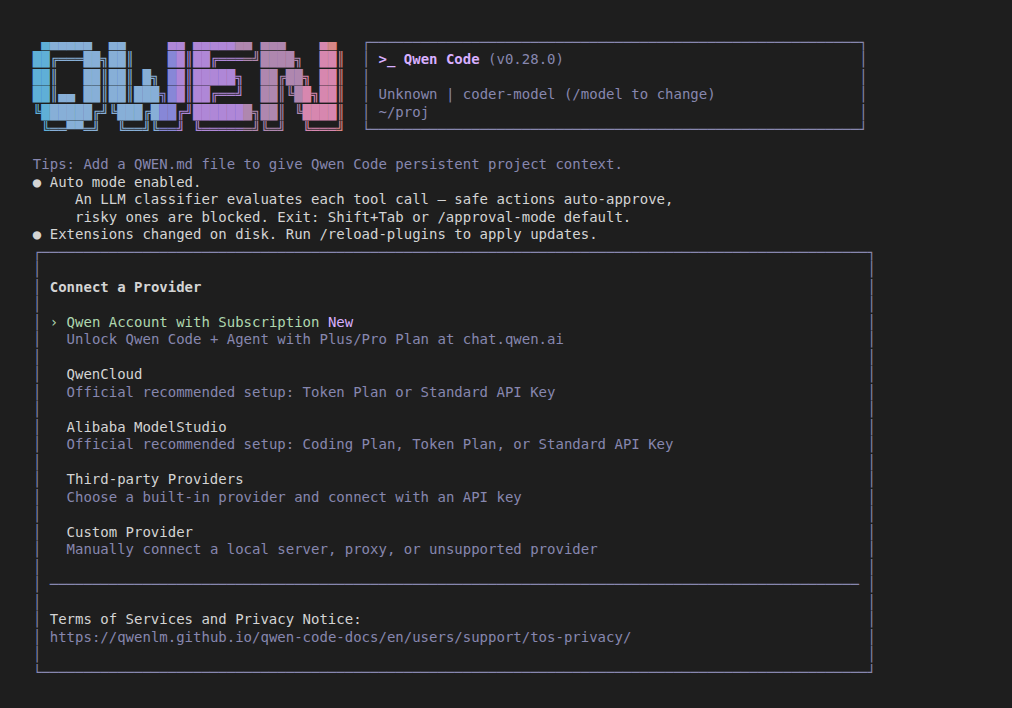 QWEN
>_ Qwen Code (v0.28.0)
Unknown | coder-model (/model to change)
~/proj
Tips: Add a QWEN.md file to give Qwen Code persistent project context.
● Auto mode enabled.
An LLM classifier evaluates each tool call — safe actions auto-approve,
risky ones are blocked. Exit: Shift+Tab or /approval-mode default.
● Extensions changed on disk. Run /reload-plugins to apply updates.
Connect a Provider
› Qwen Account with Subscription New
Unlock Qwen Code + Agent with Plus/Pro Plan at chat.qwen.ai
QwenCloud
Official recommended setup: Token Plan or Standard API Key
Alibaba ModelStudio
Official recommended setup: Coding Plan, Token Plan, or Standard API Key
Third-party Providers
Choose a built-in provider and connect with an API key
Custom Provider
Manually connect a local server, proxy, or unsupported provider
Terms of Services and Privacy Notice:
https://qwenlm.github.io/qwen-code-docs/en/users/support/tos-privacy/